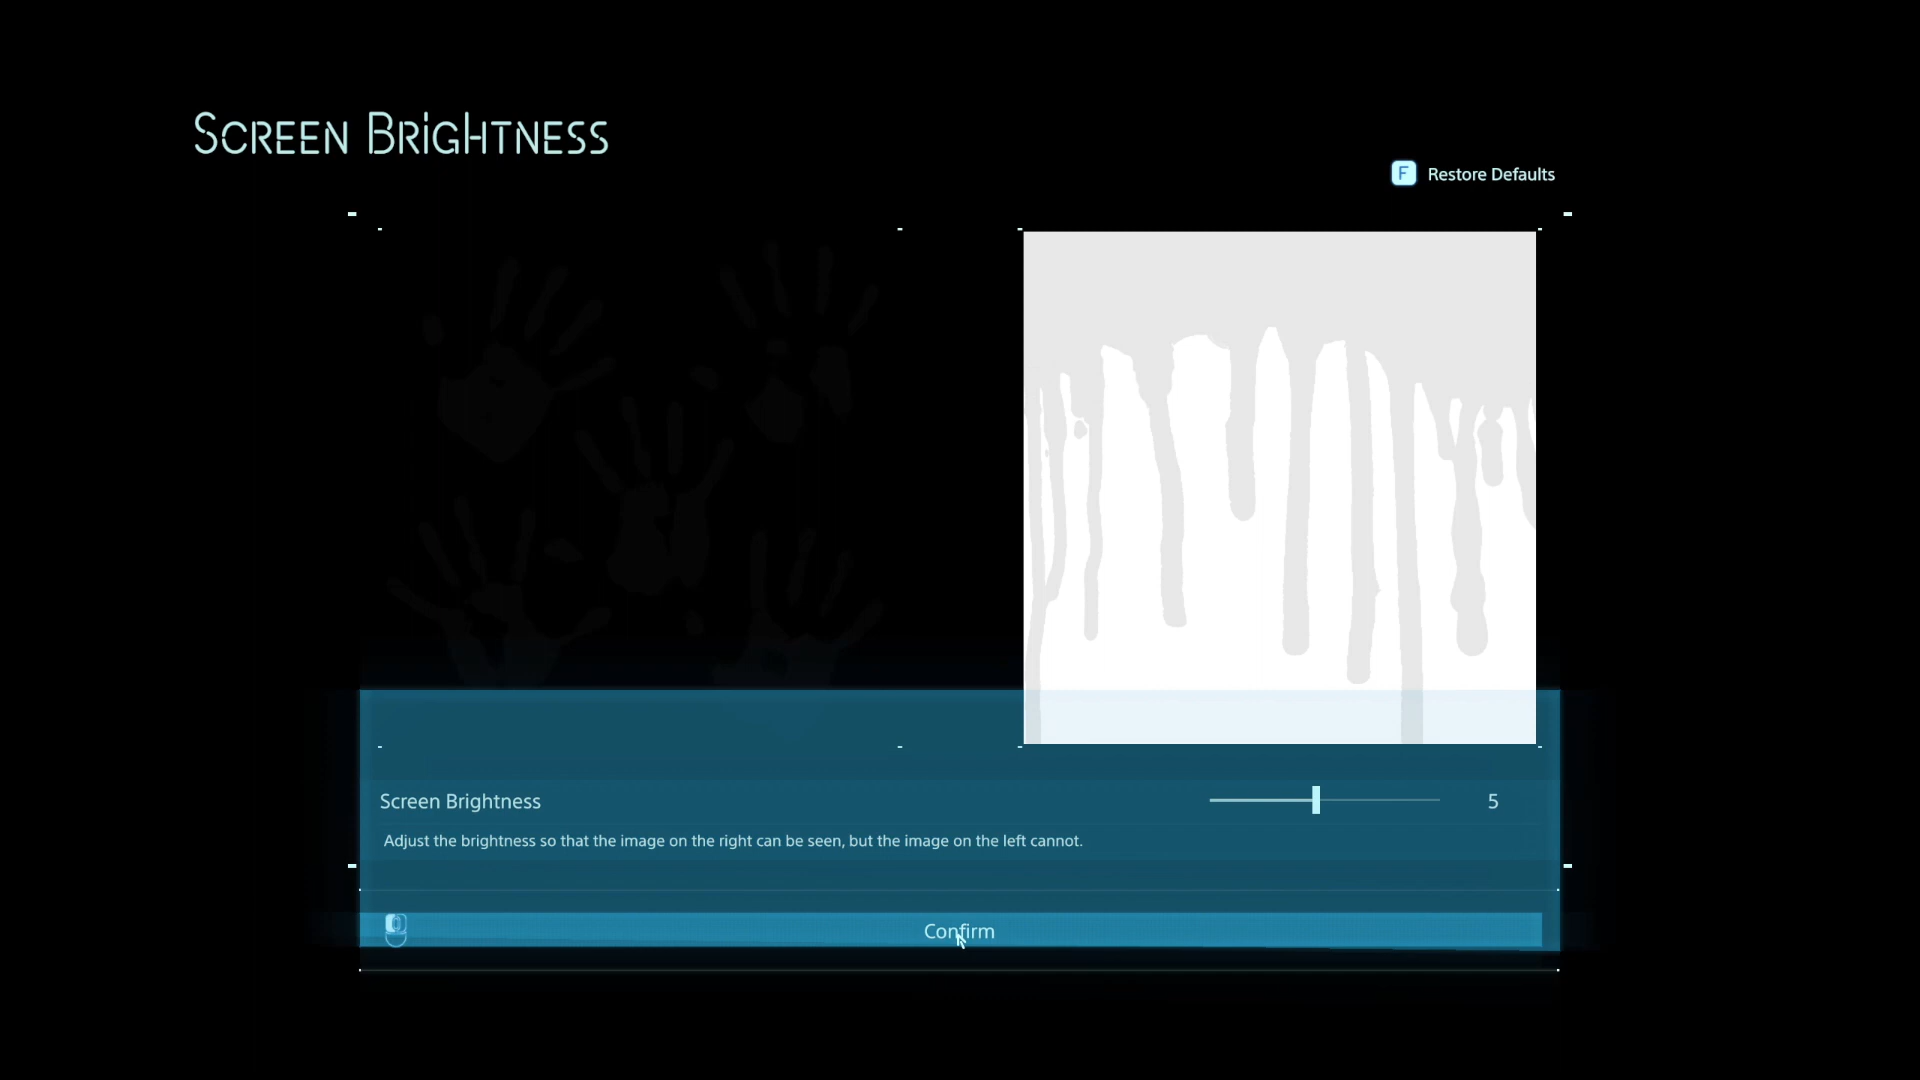 Screen Brightness
F Restore Defaults
Screen Brightness 5
Adjust the brightness so that the image on the right can be seen, but the image on the left cannot.
Confirm